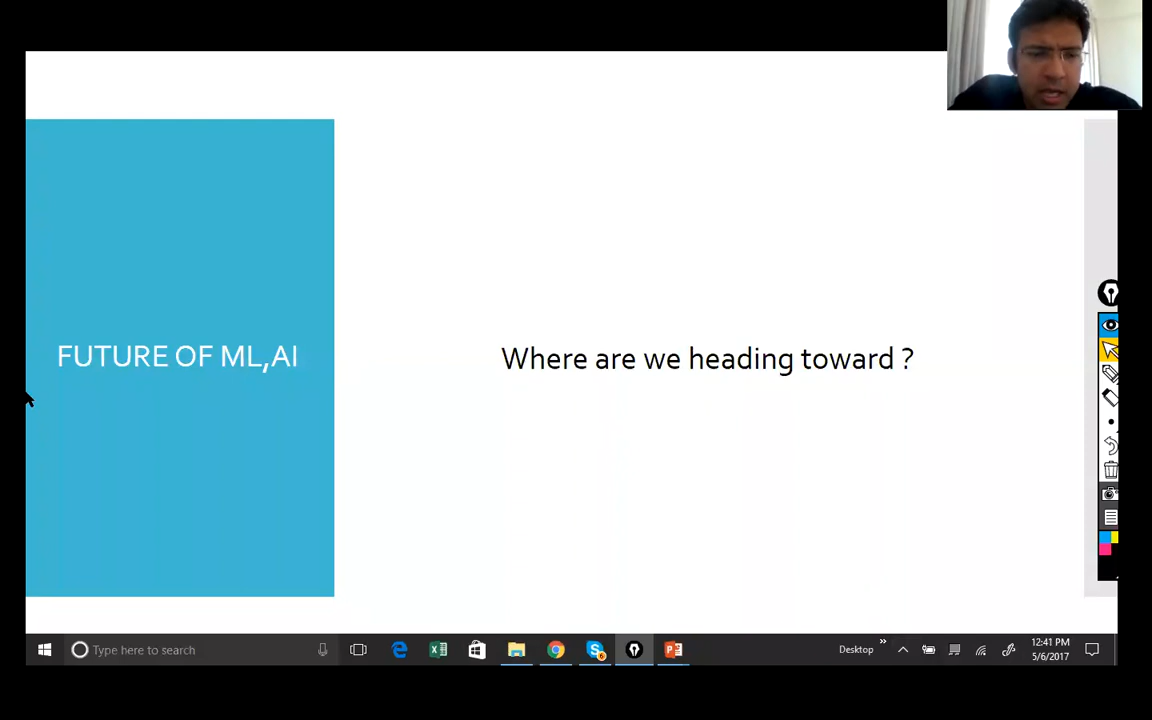 FUTURE OF ML,AI
Where are we heading toward ?
Type here to search
Desktop
12:41 PM
5/6/2017